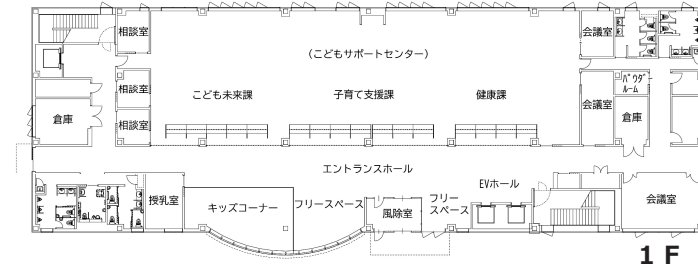 相談室
会議室
(こどもサポートセンター)
相談室
こども未来課
子育て支援課
健康課
パウダー
ルーム
会議室
倉庫
相談室
倉庫
エントランスホール
EVホール
授乳室
キッズコーナー
フリースペース
風除室
フリー
スペース
会議室
1F